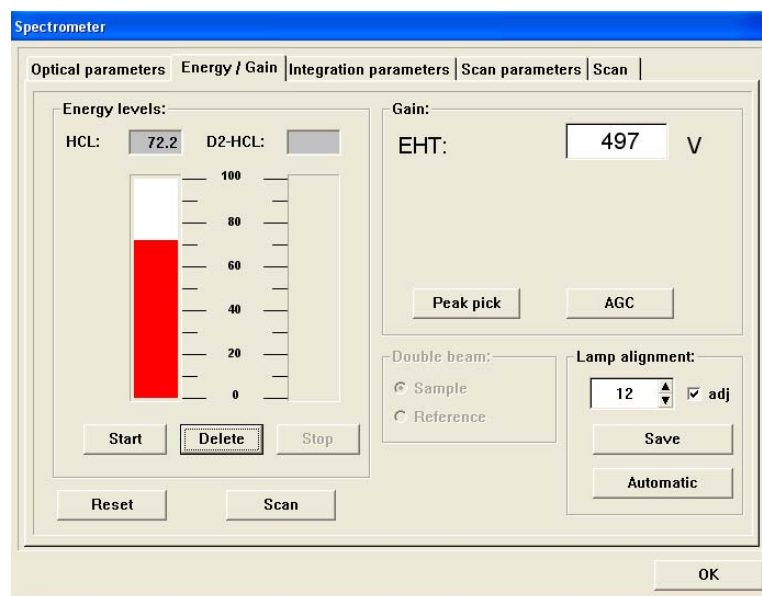 Spectrometer
Optical parameters Energy / Gain Integration parameters Scan parameters Scan
Energy levels:
HCL: 72.2 D2-HCL:
100
80
60
40
20
0
Start Delete Stop
Reset Scan
Gain:
EHT: 497 V
Peak pick AGC
Double beam:
Sample
Reference
Lamp alignment:
12 adj
Save
Automatic
OK